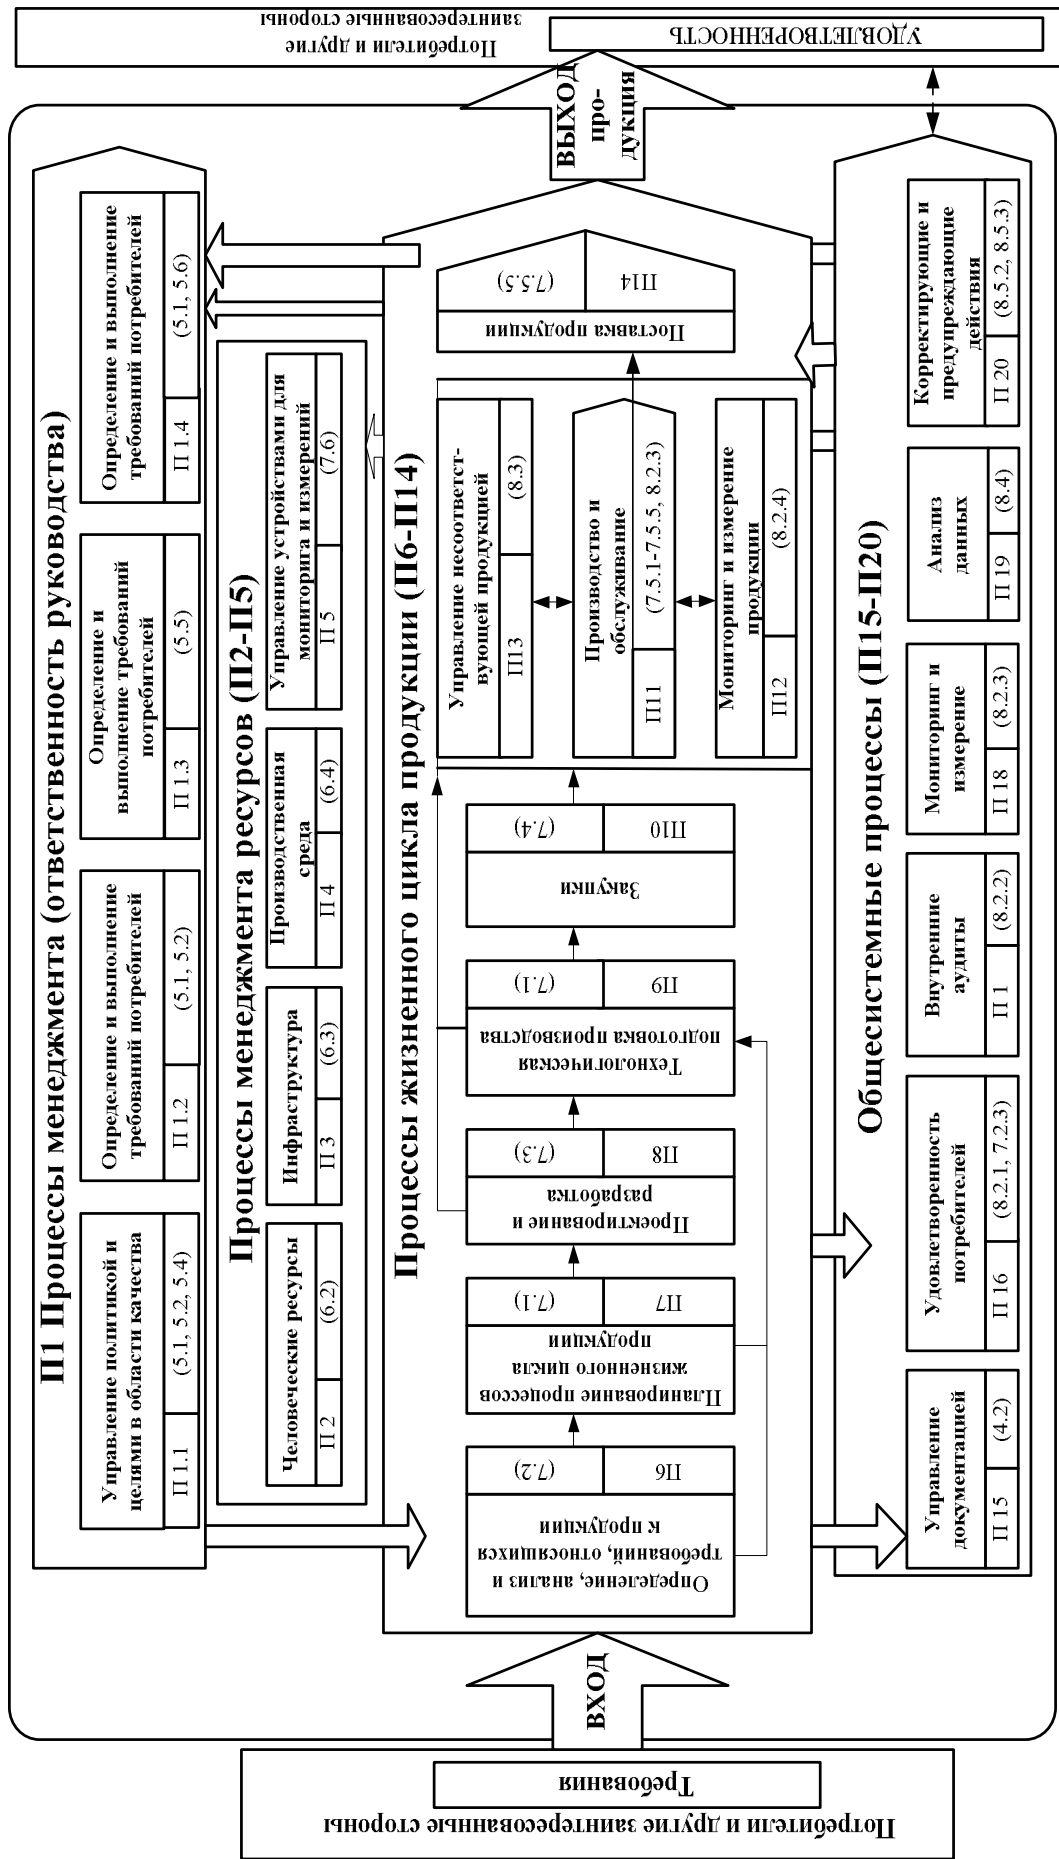 Потребители и другие заинтересованные стороны
Требования
ВХОД
П1 Процессы менеджмента (ответственность руководства)
Управление политикой и
целями в области качества
П 1.1
(5.1, 5.2, 5.4)
Определение и выполнение
требований потребителей
П 1.2
(5.1, 5.2)
Определение и
выполнение требований
потребителей
П 1.3
(5.5)
Определение и выполнение
требований потребителей
П 1.4
(5.1, 5.6)
Процессы менеджмента ресурсов (П2-П5)
Человеческие ресурсы
П 2
(6.2)
Инфраструктура
П 3
(6.3)
Производственная
среда
П 4
(6.4)
Управление устройствами для
мониторига и измерений
П 5
(7.6)
Процессы жизненного цикла продукции (П6-П14)
Определение, анализ и
требований, относящихся
к продукции
П6
(7.2)
Планирование процессов
жизненного цикла
продукции
П7
(7.1)
Проектирование и
разработка
П8
(7.3)
Технологическая
подготовка производства
П9
(7.1)
Закупки
П10
(7.4)
Управление несоответст-
вующей продукцией
П13
(8.3)
Производство и
обслуживание
П11
(7.5.1-7.5.5, 8.2.3)
Мониторинг и измерение
продукции
П12
(8.2.4)
Поставка продукции
П14
(7.5.5)
Общесистемные процессы (П15-П20)
Управление
документацией
П 15
(4.2)
Удовлетворенность
потребителей
П 16
(8.2.1, 7.2.3)
Внутренние
аудиты
П 1
(8.2.2)
Мониторинг и
измерение
П 18
(8.2.3)
Анализ
данных
П 19
(8.4)
Корректирующие и
предупреждающие
действия
П 20
(8.5.2, 8.5.3)
ВЫХОД
про-
дукция
Потребители и другие
заинтересованные стороны
УДОВЛЕТВОРЕННОСТЬ